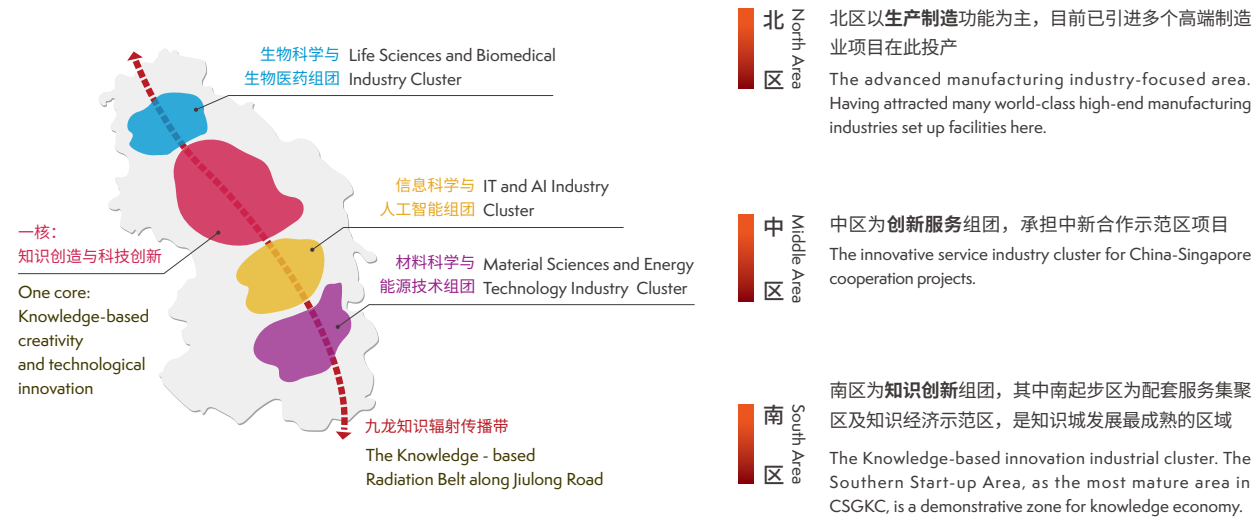 生物科学与
生物医药组团
Life Sciences and Biomedical
Industry Cluster
信息科学与
人工智能组团
IT and AI Industry
Cluster
一核：
知识创造与科技创新
One core:
Knowledge-based
creativity
and technological
innovation
材料科学与
能源技术组团
Material Sciences and Energy
Technology Industry Cluster
九龙知识辐射传播带
The Knowledge - based
Radiation Belt along Jiulong Road
北区
North Area
北区以生产制造功能为主，目前已引进多个高端制造
业项目在此投产
The advanced manufacturing industry-focused area.
Having attracted many world-class high-end manufacturing
industries set up facilities here.
中区
Middle Area
中区为创新服务组团，承担中新合作示范区项目
The innovative service industry cluster for China-Singapore
cooperation projects.
南区
South Area
南区为知识创新组团，其中南起步区为配套服务集聚
区及知识经济示范区，是知识城发展最成熟的区域
The Knowledge-based innovation industrial cluster. The
Southern Start-up Area, as the most mature area in
CSGKC, is a demonstrative zone for knowledge economy.